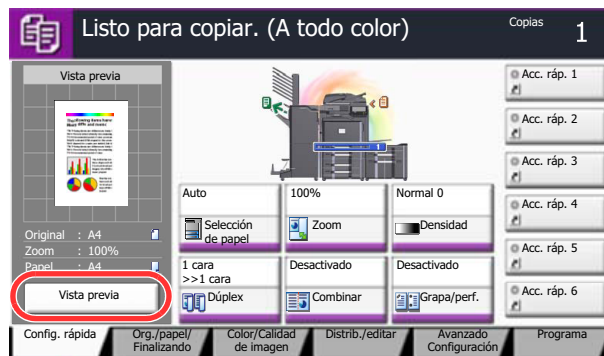 Listo para copiar. (A todo color)
Copias 1
Vista previa
Original : A4
Zoom : 100%
Papel : A4
Vista previa
Auto
Selección
de papel
100%
Zoom
Normal 0
Densidad
1 cara
>>1 cara
Dúplex
Desactivado
Combinar
Desactivado
Grapa/perf.
Acc. ráp. 1
Acc. ráp. 2
Acc. ráp. 3
Acc. ráp. 4
Acc. ráp. 5
Acc. ráp. 6
Config. rápida
Org./papel/
Finalizando
Color/Calidad
de imagen
Distrib./editar
Avanzado
Configuración
Programa